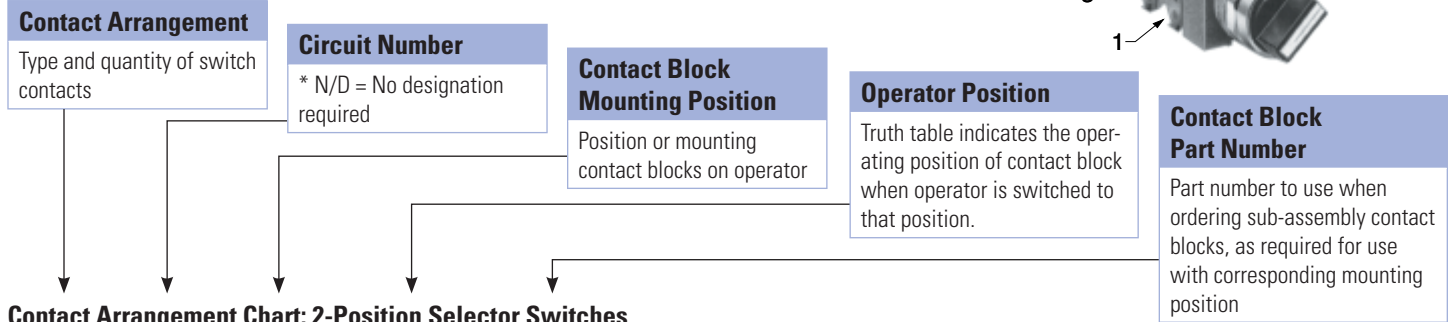 Contact Arrangement
Type and quantity of switch
contacts
Circuit Number
* N/D = No designation
required
Contact Block
Mounting Position
Position or mounting
contact blocks on operator
Operator Position
Truth table indicates the oper-
ating position of contact block
when operator is switched to
that position.
1
Contact Block
Part Number
Part number to use when
ordering sub-assembly contact
blocks, as required for use
with corresponding mounting
position
Contact Arrangement Chart: 2-Position Selector Switches